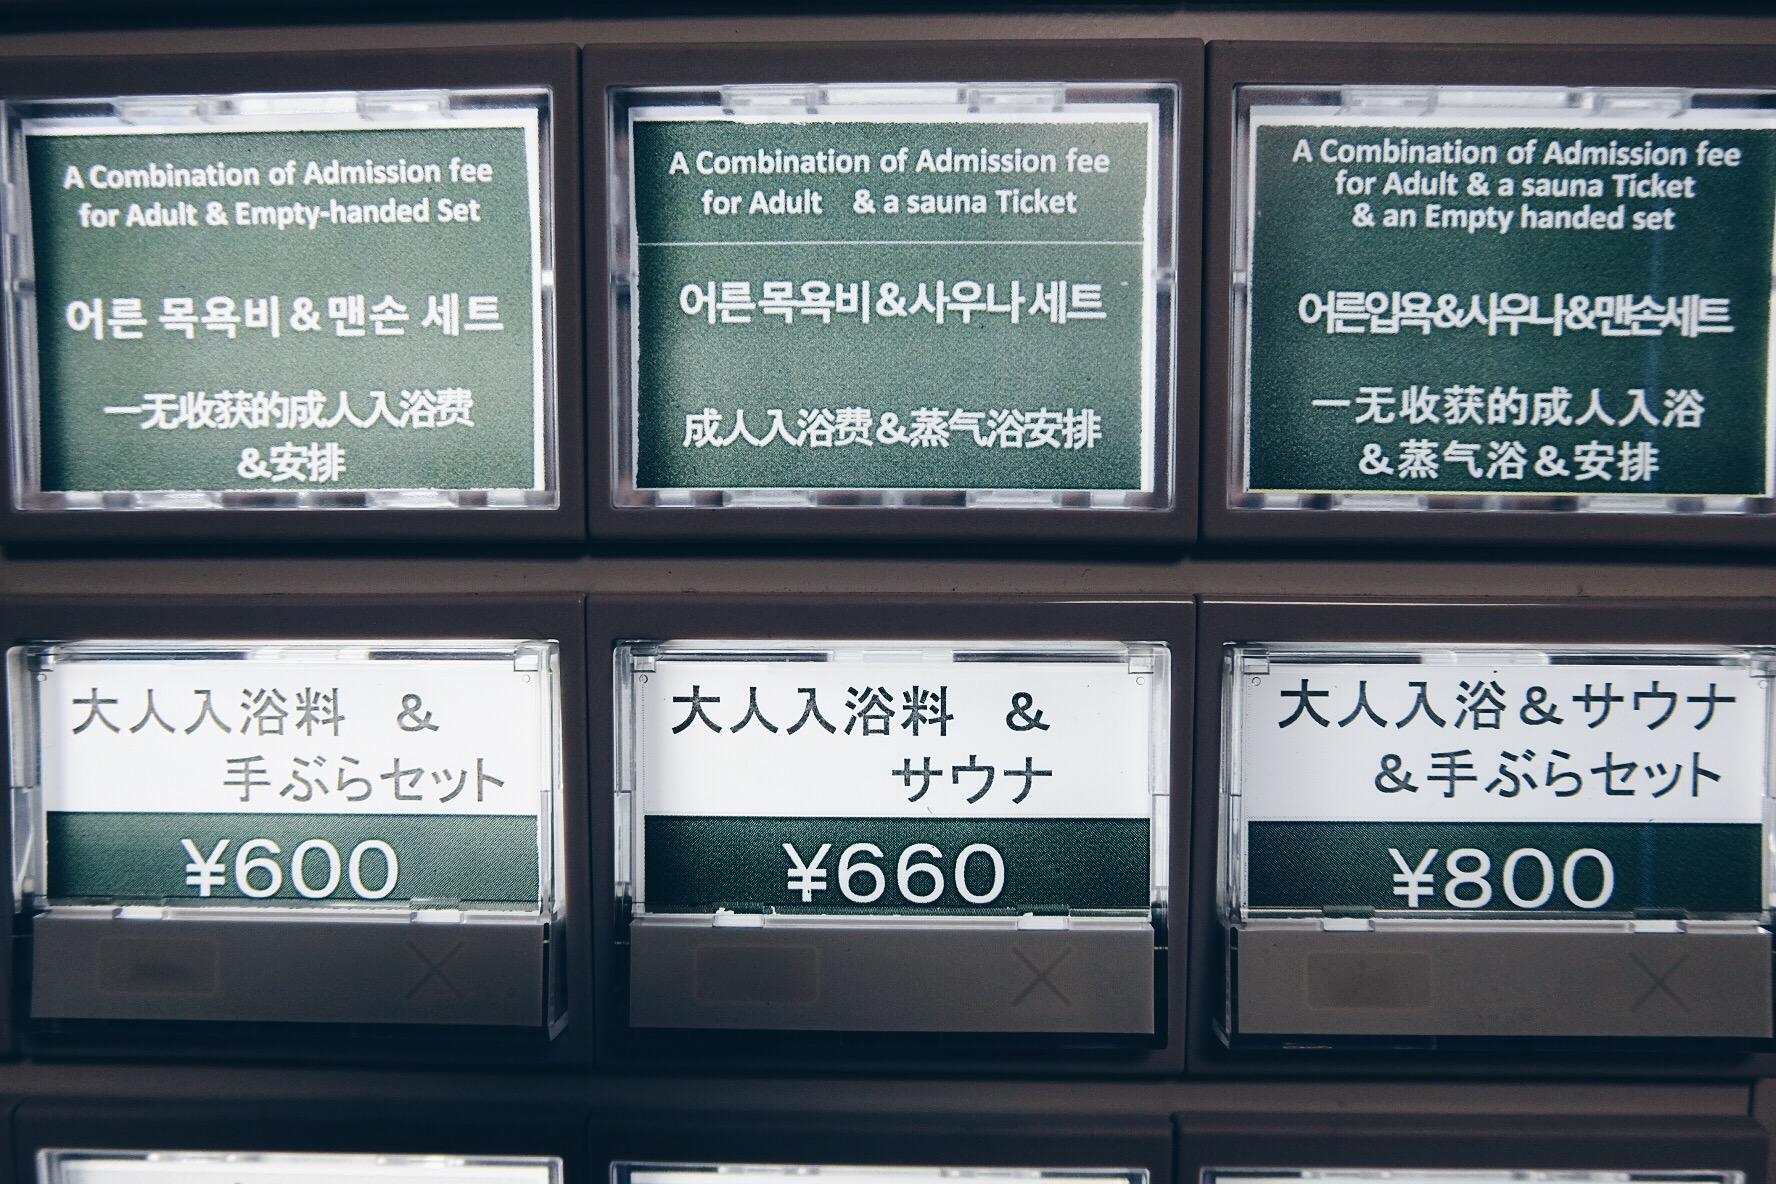 A Combination of Admission fee
for Adult & Empty-handed Set
어른 목욕비&맨손 세트
一无收获的成人入浴费
&安排
A Combination of Admission fee
for Adult & a sauna Ticket
어른목욕비&사우나세트
成人入浴费&蒸气浴安排
A Combination of Admission fee
for Adult & a sauna Ticket
& an Empty handed set
어른입욕&사우나&맨손세트
一无收获的成人入浴
&蒸气浴&安排
大人入浴料 &
手ぶらセット
¥600
大人入浴料 &
サウナ
¥660
大人入浴&サウナ
&手ぶらセット
¥800